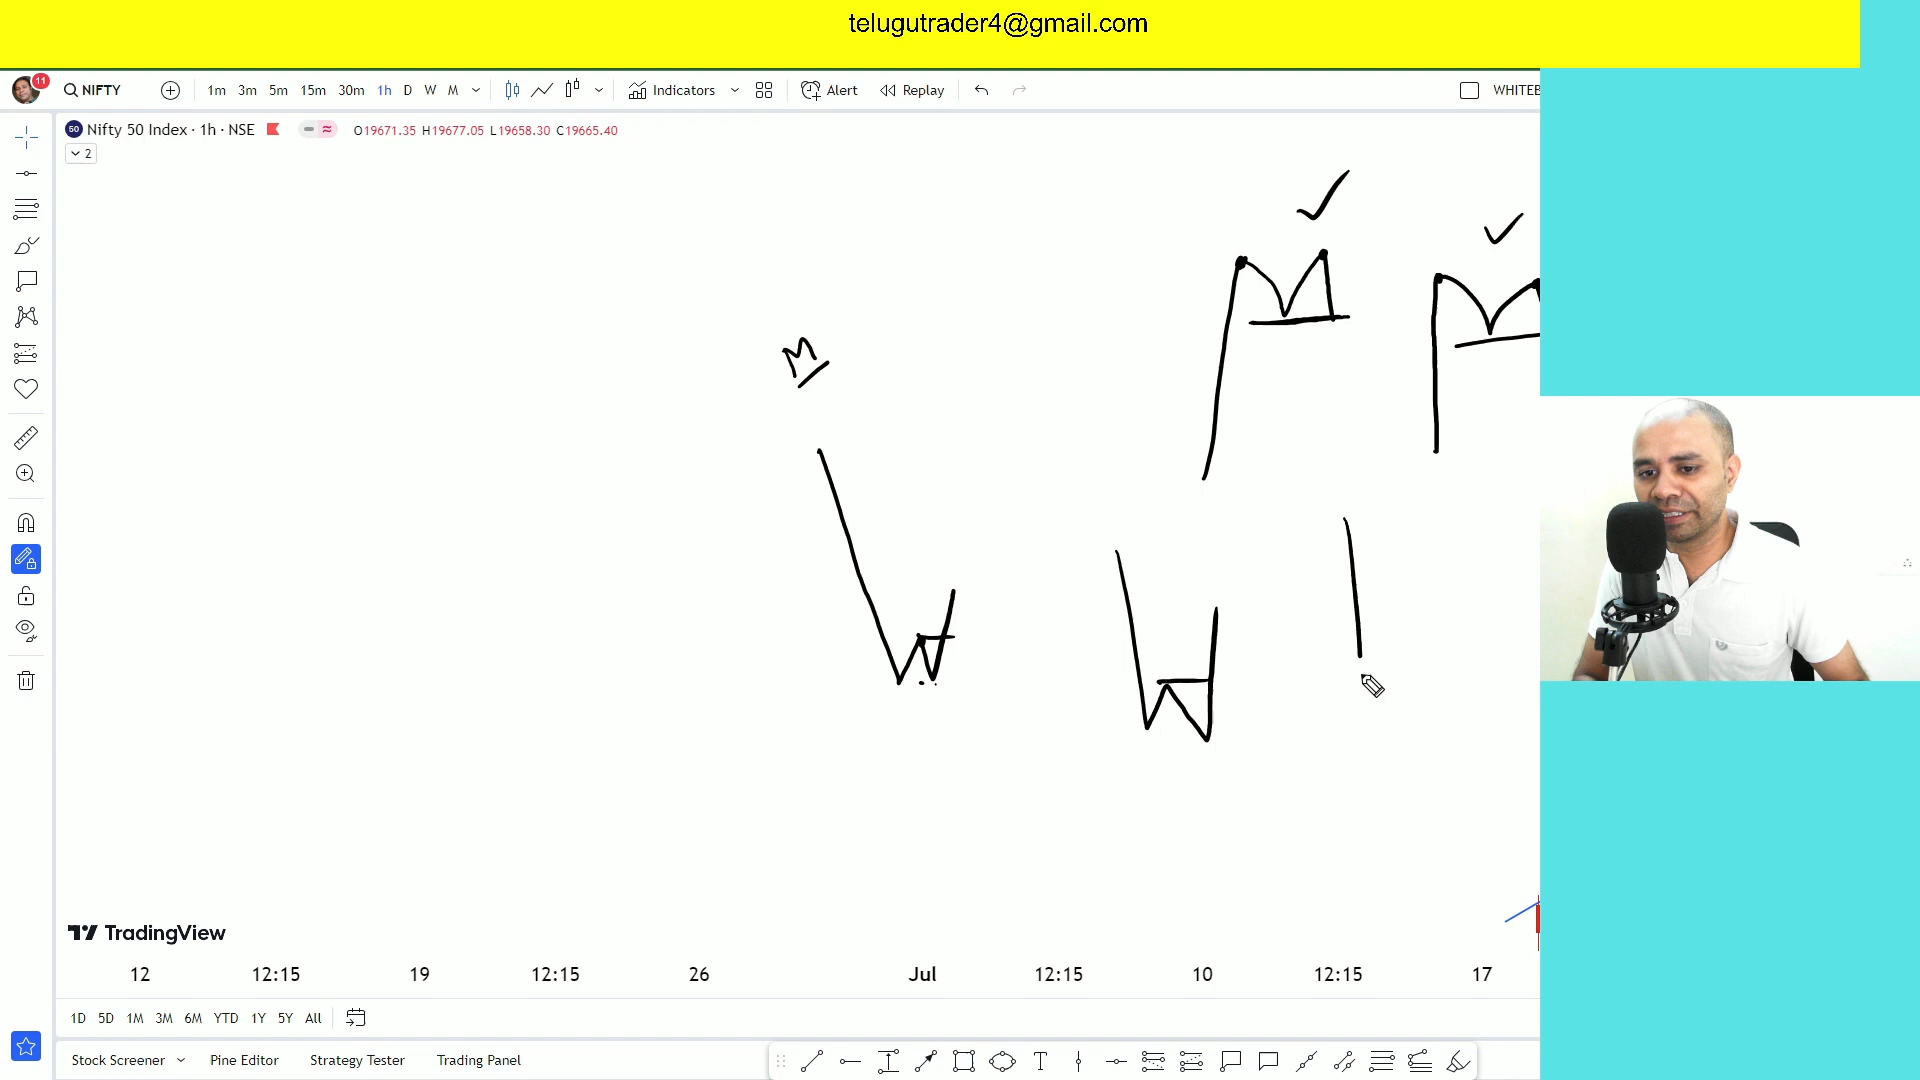 telugutrader4@gmail.com
11
NIFTY
1m 3m 5m 15m 30m 1h D W M
Indicators
Alert
Replay
WHITEB
50
Nifty 50 Index · 1h · NSE
O19671.35 H19677.05 L19658.30 C19665.40
2
M
TradingView
12 12:15 19 12:15 26 Jul 12:15 10 12:15 17
1D 5D 1M 3M 6M YTD 1Y 5Y All
Stock Screener Pine Editor Strategy Tester Trading Panel